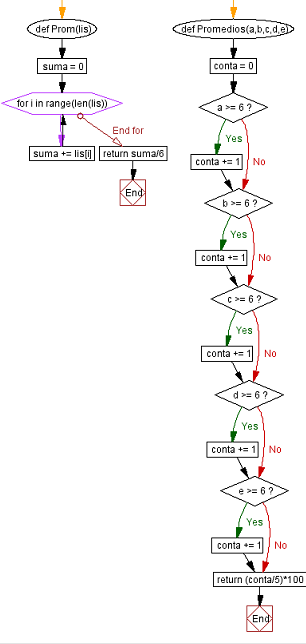 def Prom(lis)
suma = 0
for i in range(len(lis))
End for
suma += lis[i]
return suma/6
End
def Promedios(a,b,c,d,e)
conta = 0
a >= 6 ?
Yes
No
conta += 1
b >= 6 ?
Yes
No
conta += 1
c >= 6 ?
Yes
No
conta += 1
d >= 6 ?
Yes
No
conta += 1
e >= 6 ?
Yes
No
conta += 1
return (conta/5)*100
End